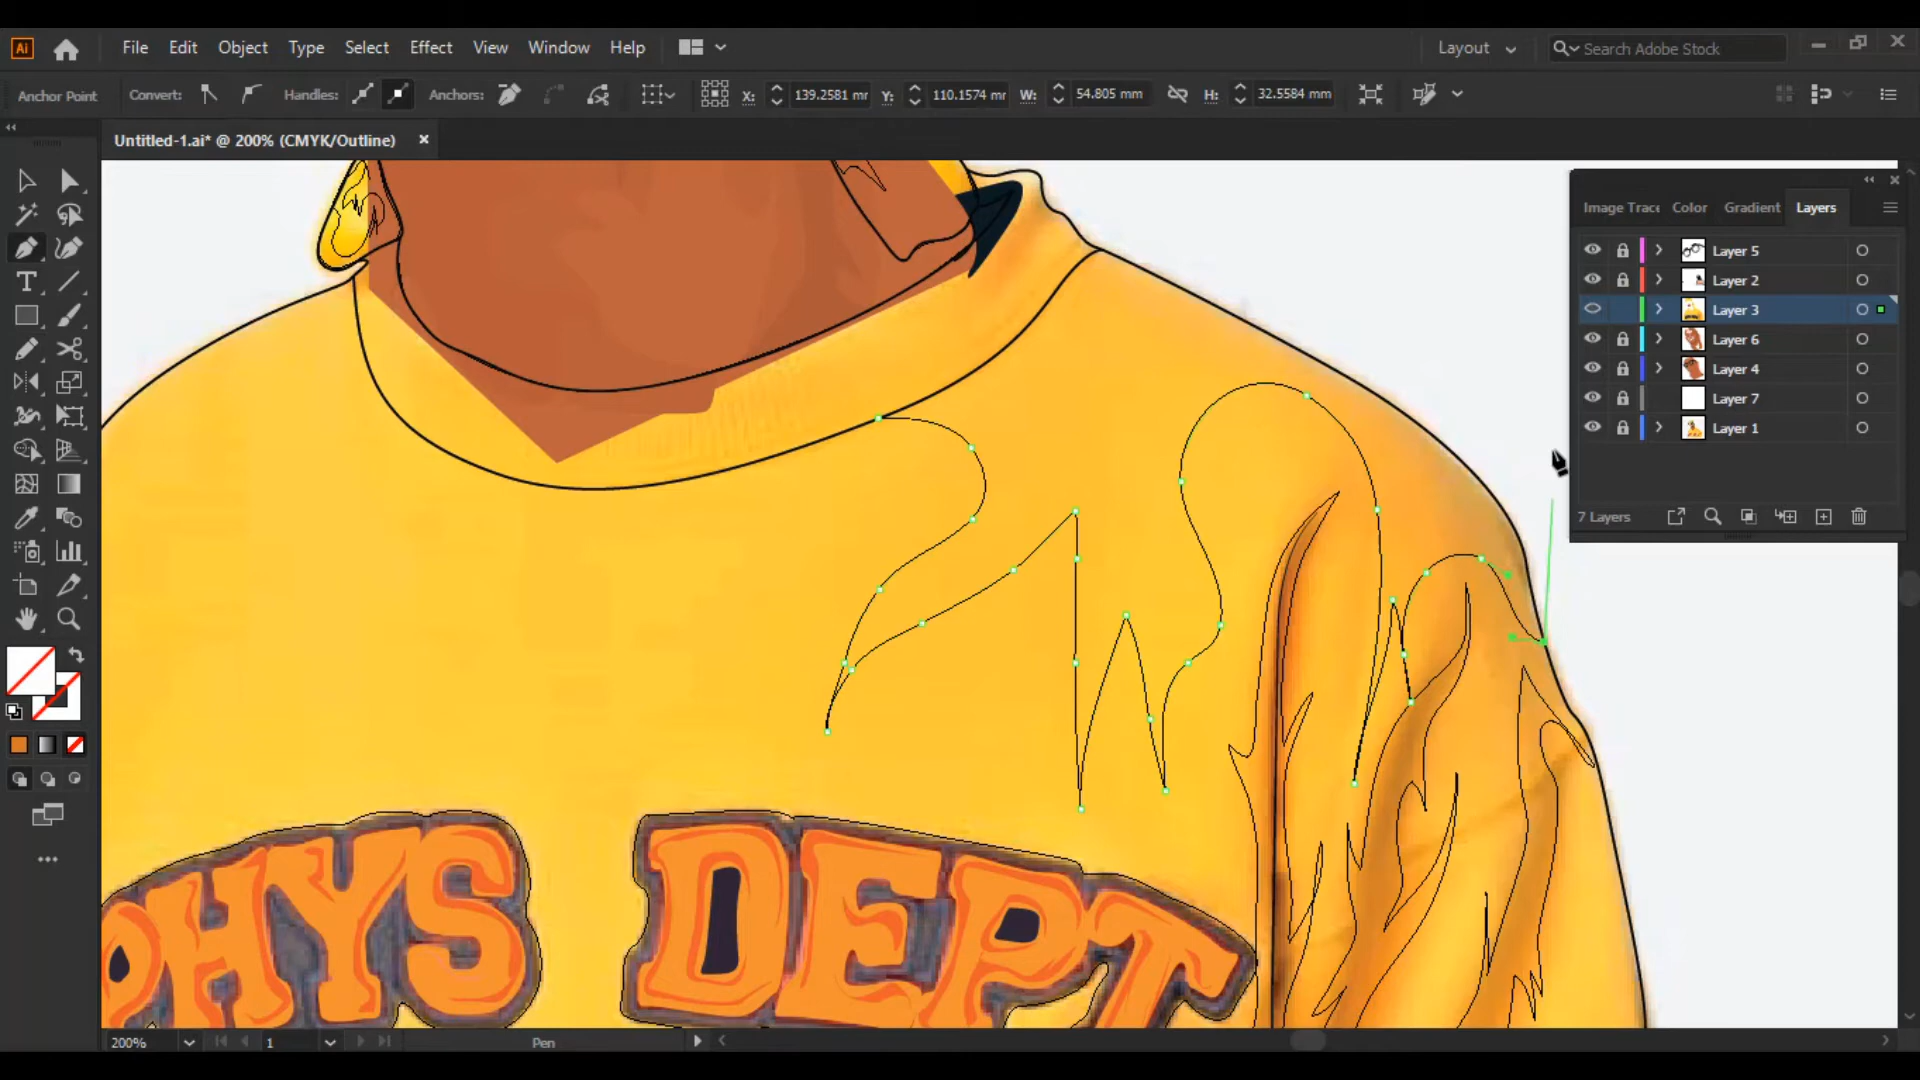 Ai File Edit Object Type Select Effect View Window Help Layout Search Adobe Stock
Anchor Point Convert: Handles: Anchors: X: 139.2581 mr Y: 110.1574 mr W: 54.805 mm H: 32.5584 mm
Untitled-1.ai* @ 200% (CMYK/Outline)
Image Trace Color Gradient Layers
Layer 5
Layer 2
Layer 3
Layer 6
Layer 4
Layer 7
Layer 1
7 Layers
PHYS DEPT
200% 1 Pen